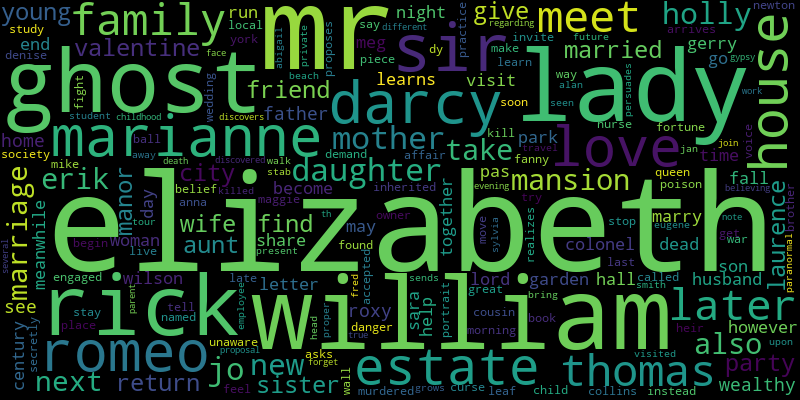 young family mr ghost sir night give meet holly
run local york say different piece meg dy practice invite regarding arrives newton
study end denise valentine friend learns visit married gerry go house
abigail private proposes beach face wedding fight discovers student childhood
lady darcy marianne mother father make learn soon future alan way seen persuades nurse fortune gypsy work
home society mike ball away death discovered walk killed stab demand affair kill park fanny take love travel time jan join voice
erik city daughter pas mansion queen poison fall believing evening
elizabeth
marriage manor day belief anna maggie become inherited together try marry laurence brother paranormal
meanwhile woman wife find share may owner realizes move sylvia stop colonel dead note eugene war get son
see begin live tour aunt present found th last upon
rick william engaged wilson late letter fred accepted sends lord garden hall called smith husband
stay named tell parent employee roxy danger true proper head sara help portrait great cousin morning bring book later heir
century secretly romeo place unaware proposal asks forget estate thomas also however visited party
next return jo new sister feel wall murdered grows curse leaf child collins instead wealthy
several